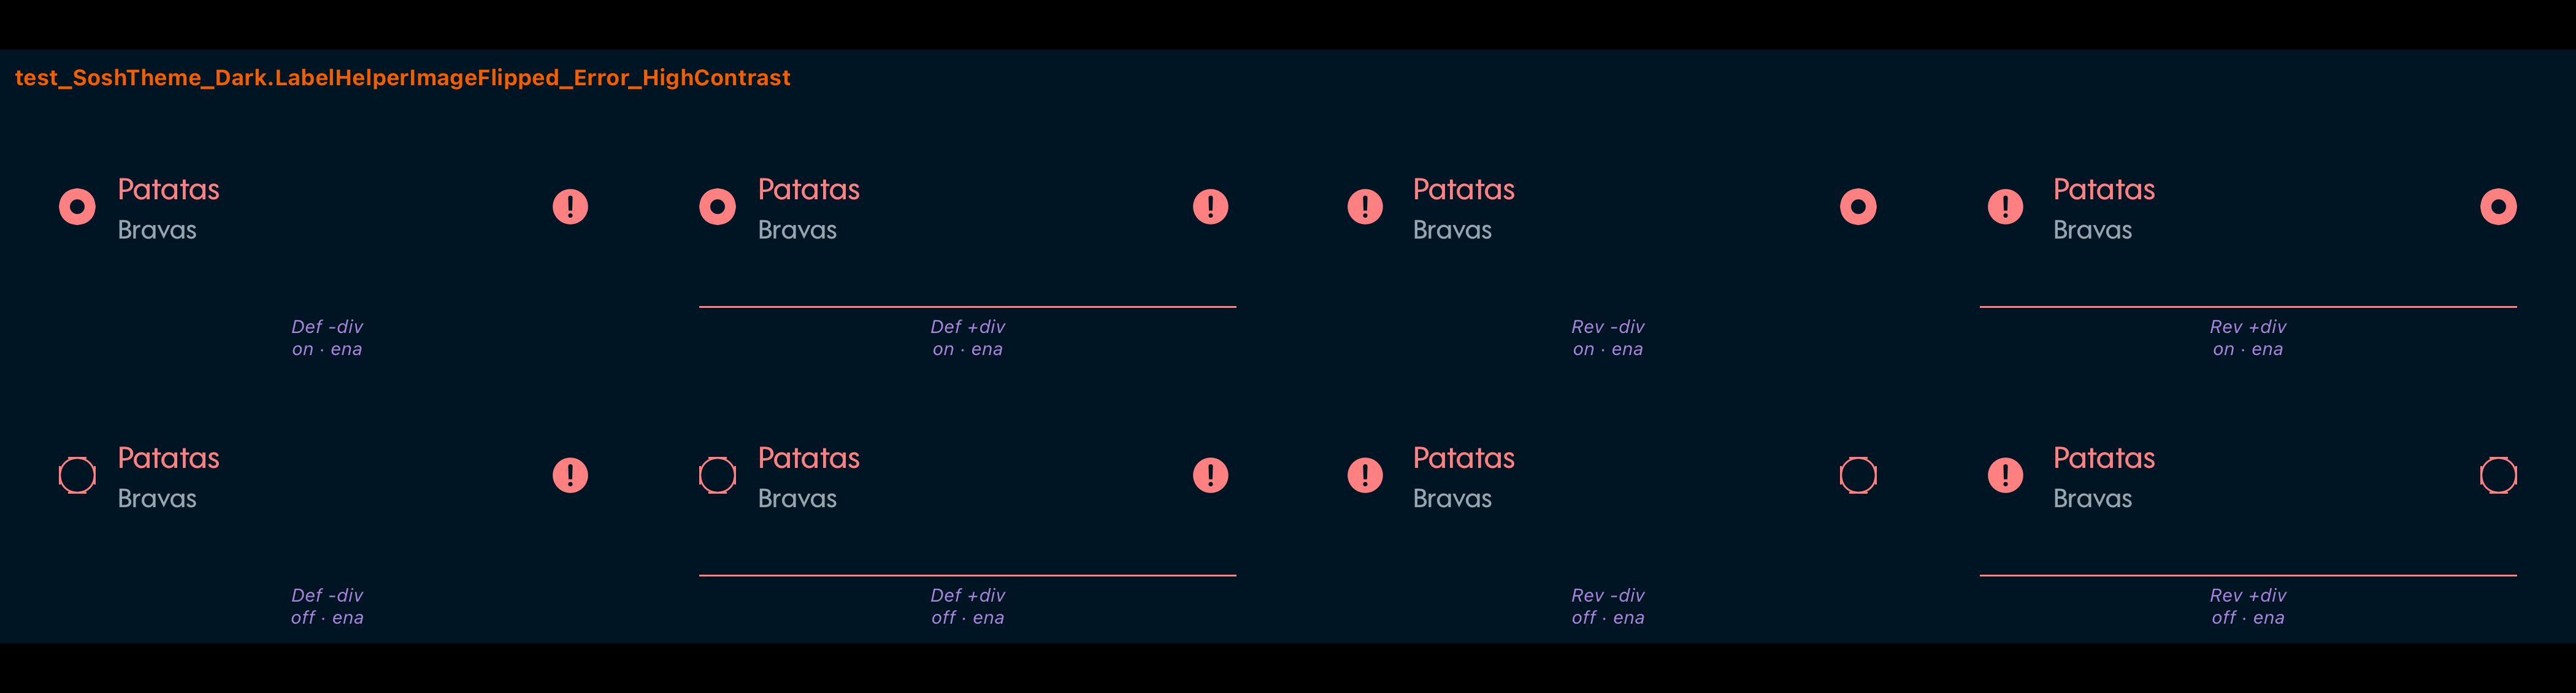 test_SoshTheme_Dark.LabelHelperImageFlipped_Error_HighContrast
Patatas
Bravas
Def -div
on · ena
Patatas
Bravas
Def +div
on · ena
Patatas
Bravas
Rev -div
on · ena
Patatas
Bravas
Rev +div
on · ena
Patatas
Bravas
Def -div
off · ena
Patatas
Bravas
Def +div
off · ena
Patatas
Bravas
Rev -div
off · ena
Patatas
Bravas
Rev +div
off · ena